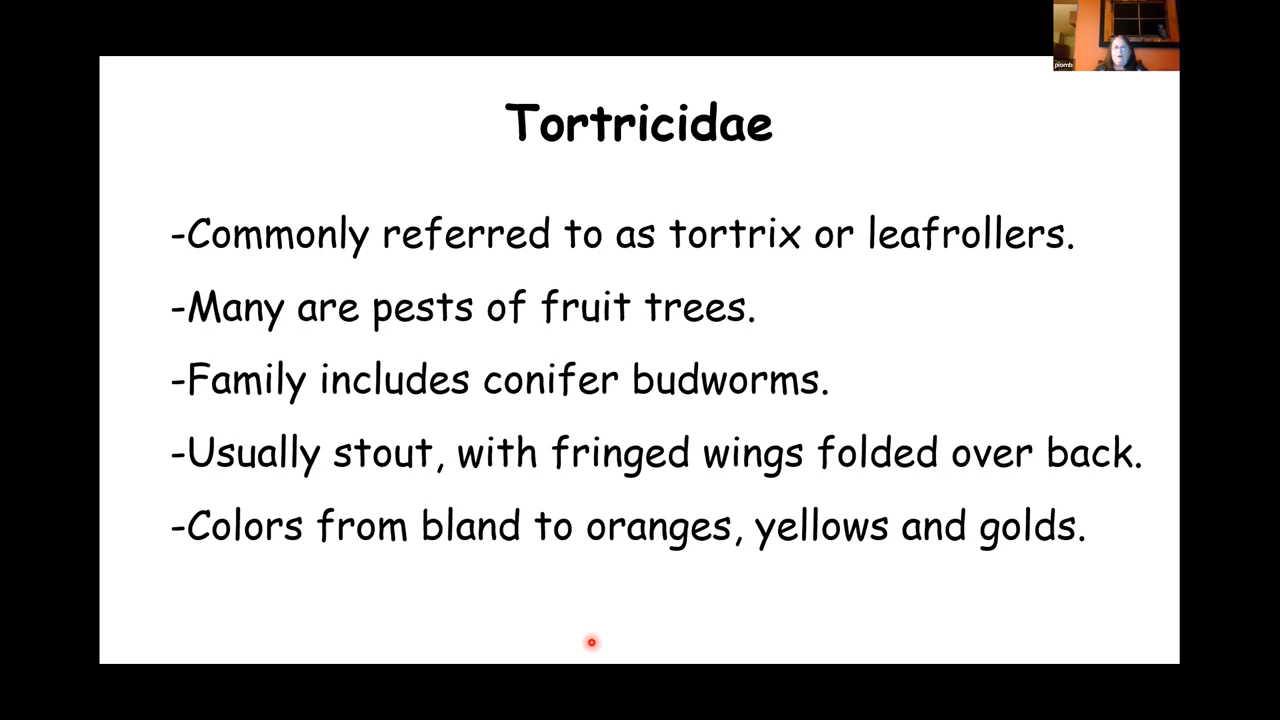 piomb
Tortricidae
-Commonly referred to as tortrix or leafrollers.
-Many are pests of fruit trees.
-Family includes conifer budworms.
-Usually stout, with fringed wings folded over back.
-Colors from bland to oranges, yellows and golds.